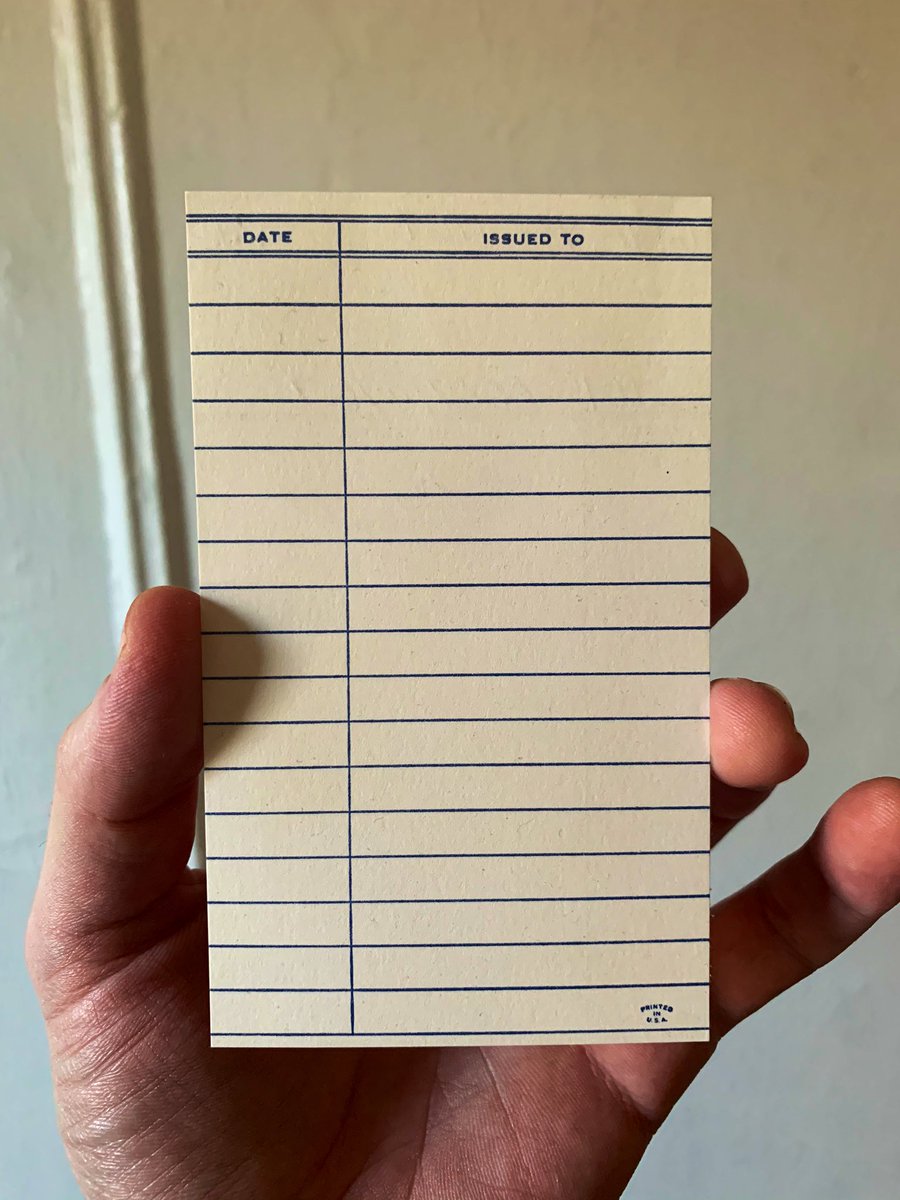 DATE ISSUED TO
PRINTED
IN
U.S.A.